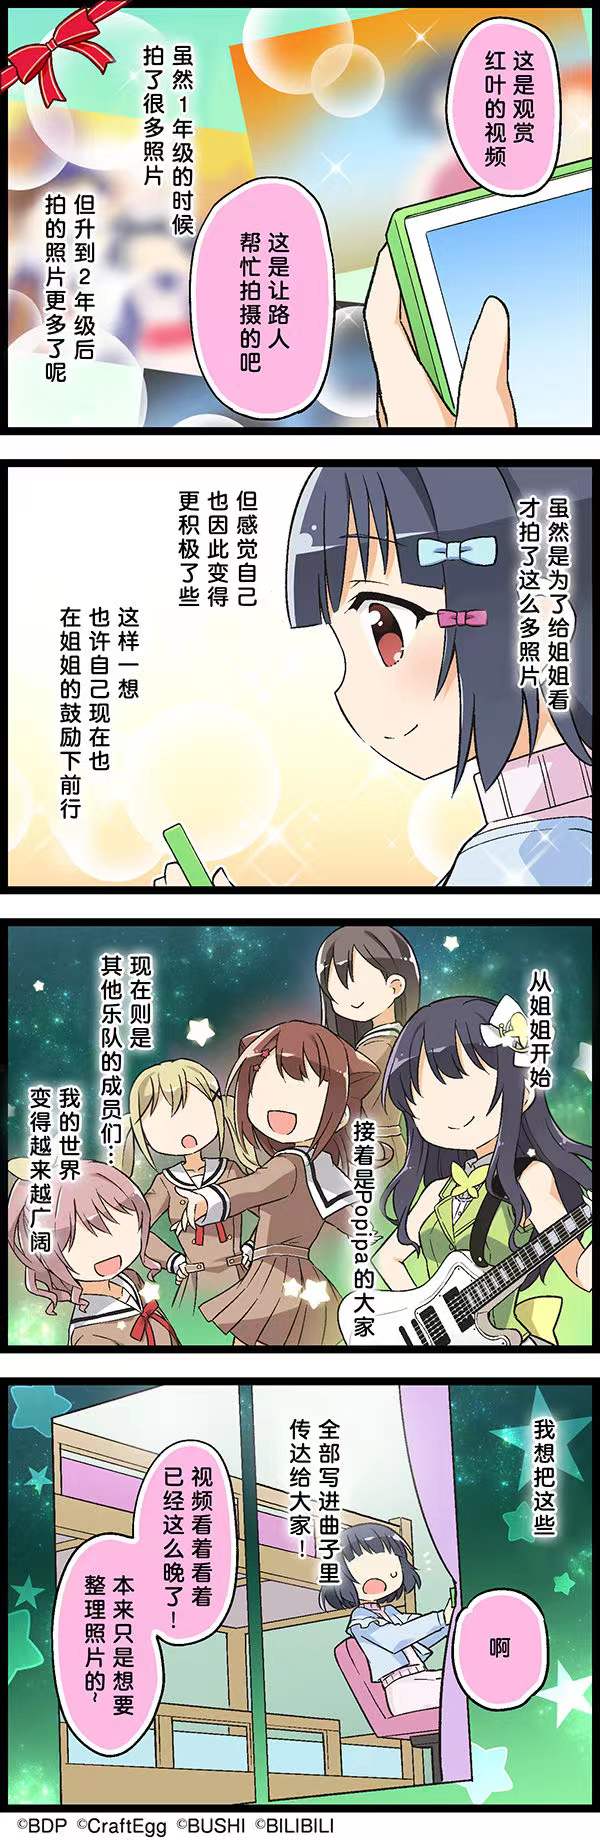 这是观赏
红叶的视频
虽然1年级的时候
拍了很多照片
这是让路人
帮忙拍摄的吧
但升到2年级后
拍的照片更多了呢
虽然是为了给姐姐看
才拍了这么多照片
但感觉自己
也因此变得
更积极了些
这样一想
也许自己现在也
在姐姐的鼓励下前行
从姐姐开始
接着是Popipa的大家
现在则是
其他乐队的成员们…
我的世界
变得越来越广阔
我想把这些
全部写进曲子里
传达给大家!
啊
视频看着看着
已经这么晚了!
本来只是想要
整理照片的~
©BDP ©CraftEgg ©BUSHI ©BILIBILI